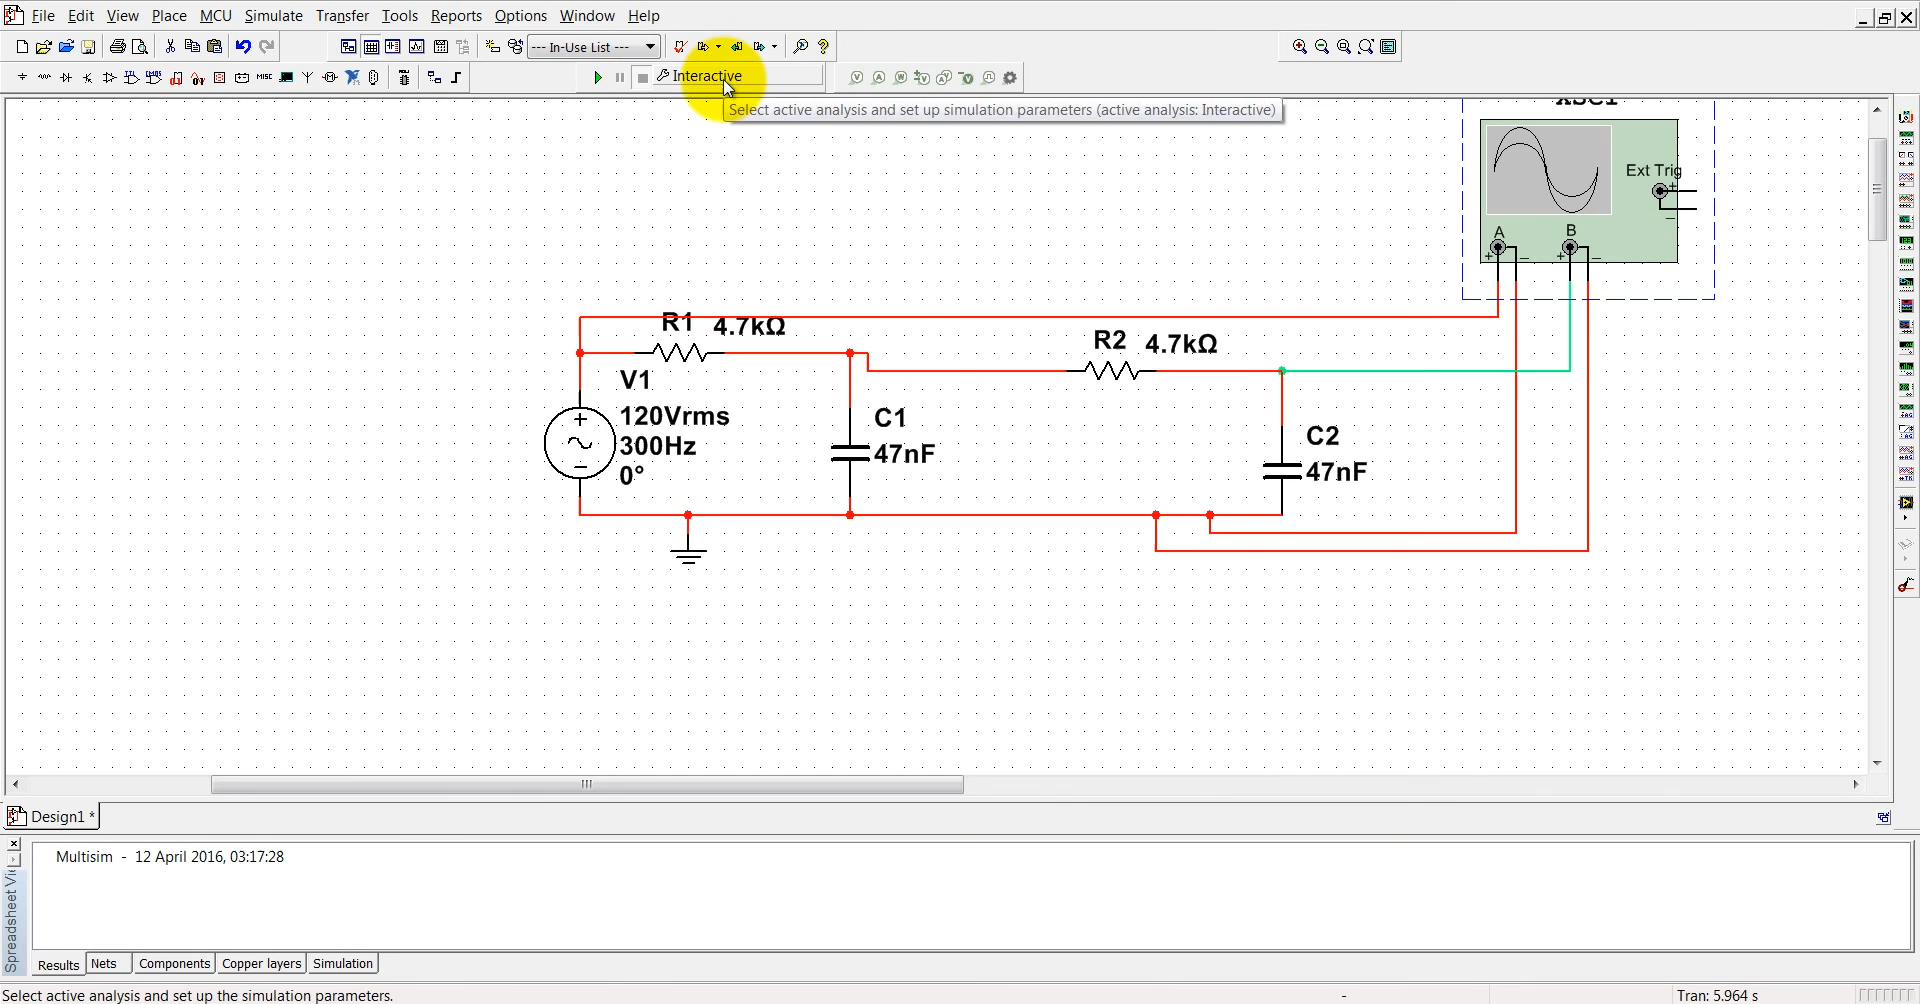 File Edit View Place MCU Simulate Transfer Tools Reports Options Window Help
--- In-Use List ---
MISC Interactive
Select active analysis and set up simulation parameters (active analysis: Interactive)
XSC1
Ext Trig
A B
R1 4.7kΩ
R2 4.7kΩ
V1
120Vrms
300Hz
0°
C1
47nF
C2
47nF
Design1 *
Multisim - 12 April 2016, 03:17:28
Results Nets Components Copper layers Simulation
Select active analysis and set up the simulation parameters. - Tran: 5.964 s